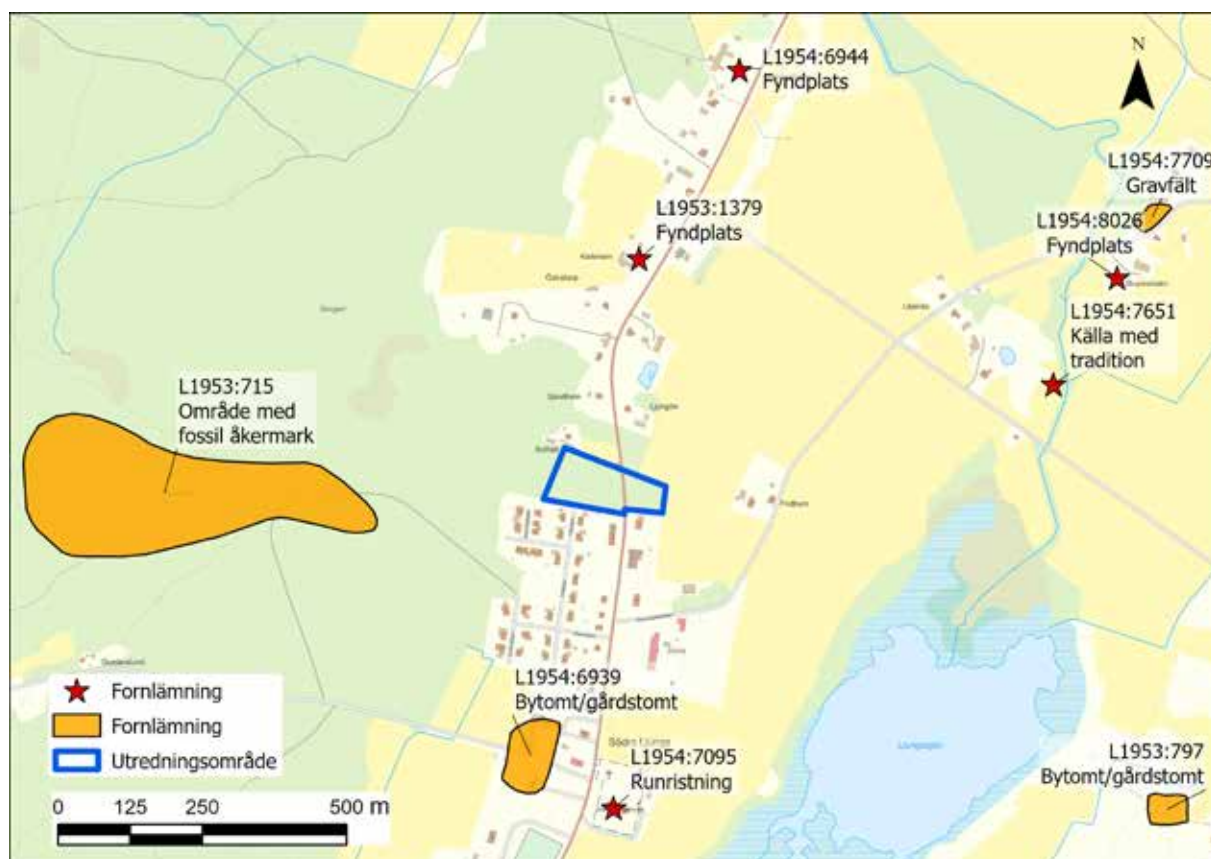 N
L1954:6944
Fyndplats
L1954:7709
Gravfält
L1953:1379
Fyndplats
L1954:8026
Fyndplats
L1954:7651
Källa med
tradition
L1953:715
Område med
fossil åkermark
L1954:6939
Bytomt/gårdstomt
L1954:7095
Runristning
L1953:797
Bytomt/gårdstomt
Fornlämning
Fornlämning
Utredningsområde
0 125 250 500 m